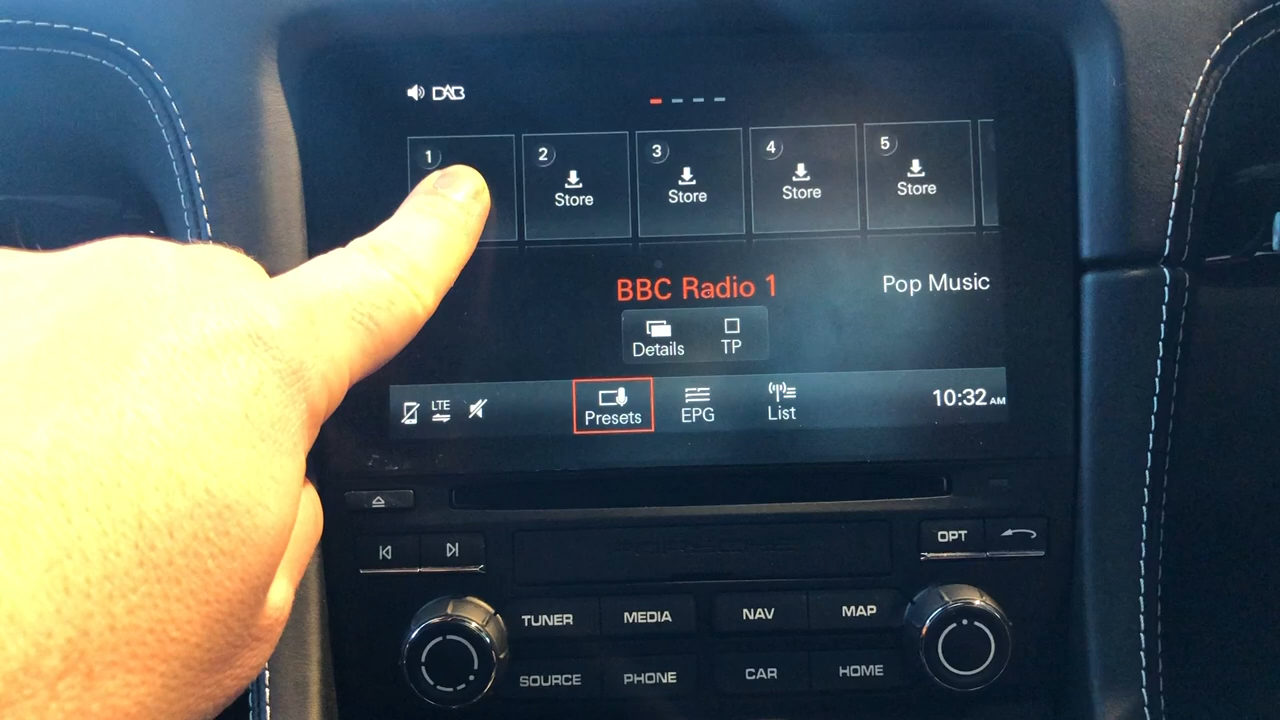 DAB
1
2
Store
3
Store
4
Store
5
Store
BBC Radio 1
Pop Music
Details
TP
LTE
Presets
EPG
List
10:32 AM
OPT
TUNER
MEDIA
NAV
MAP
SOURCE
PHONE
CAR
HOME